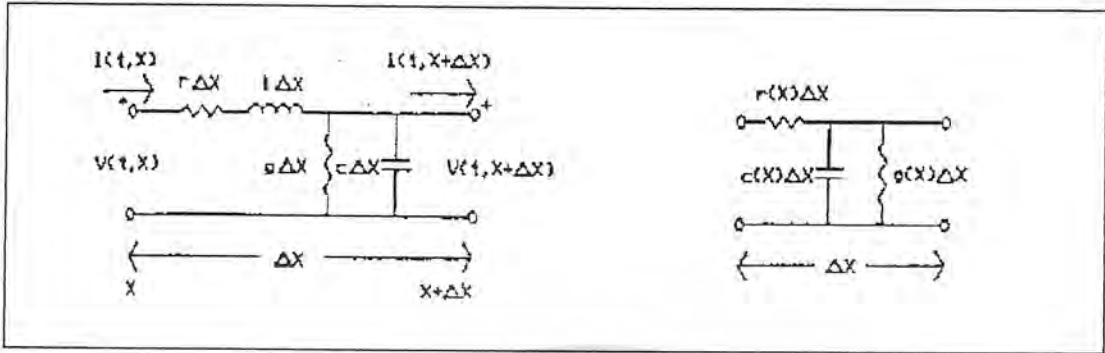 I(t,X) I(t,X+ΔX)
rΔX lΔX
r(X)ΔX
V(t,X) gΔX cΔX V(t,X+ΔX)
c(X)ΔX g(X)ΔX
ΔX ΔX
X X+ΔX